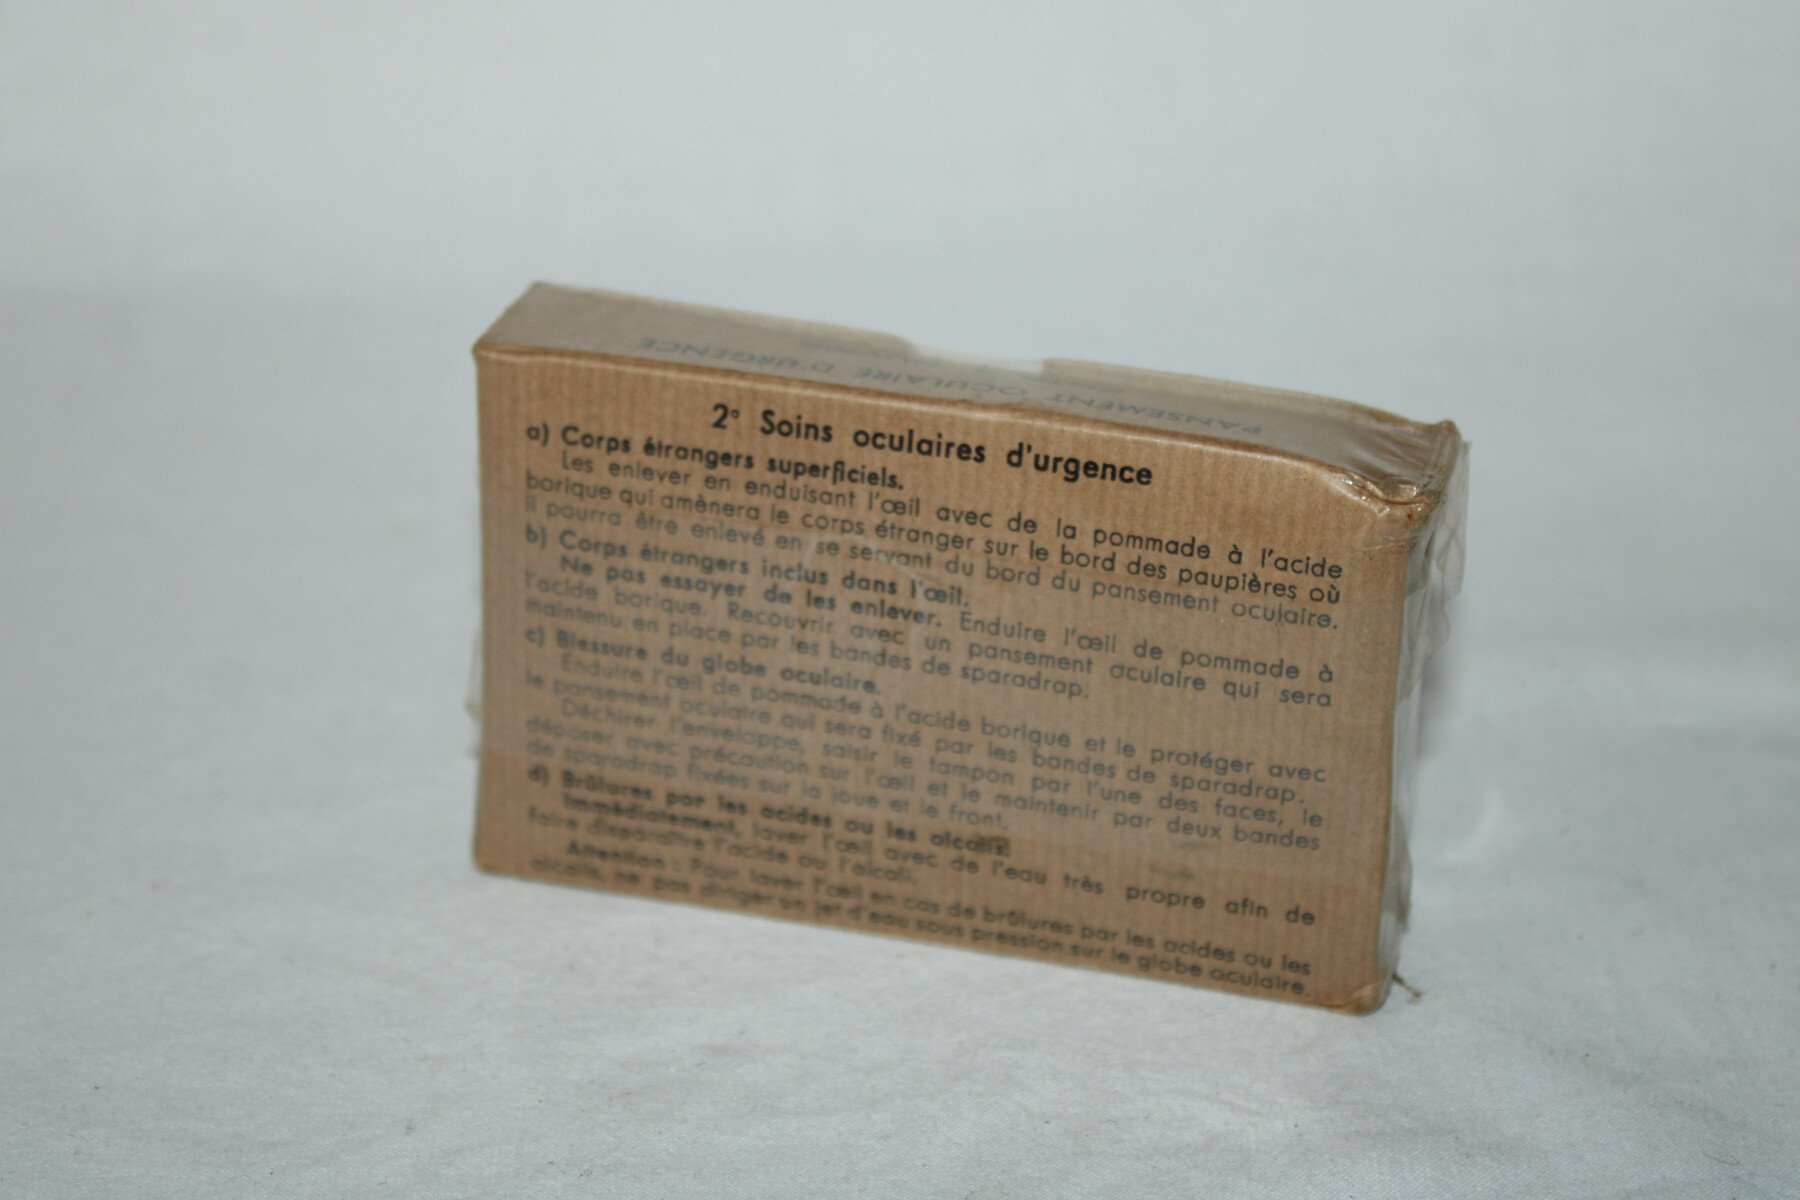 PANSEMENT OCULAIRE D'URGENCE
2° Soins oculaires d'urgence
a) Corps étrangers superficiels.
Les enlever en enduisant l'œil avec de la pommade à l'acide
borique qui amènera le corps étranger sur le bord des paupières où
il pourra être enlevé en se servant du bord du pansement oculaire.
b) Corps étrangers inclus dans l'œil.
Ne pas essayer de les enlever. Enduire l'œil de pommade à
l'acide borique. Recouvrir avec un pansement oculaire qui sera
maintenu en place par les bandes de sparadrap.
c) Blessure du globe oculaire.
Enduire l'œil de pommade à l'acide borique et le protéger avec
le pansement oculaire qui sera fixé par les bandes de sparadrap.
Déchirer l'enveloppe, saisir le tampon par l'une des faces, le
déposer avec précaution sur l'œil et le maintenir par deux bandes
de sparadrap fixées sur la joue et le front.
d) Brûlures par les acides ou les alcalis.
Immédiatement, laver l'œil avec de l'eau très propre afin de
faire disparaître l'acide ou l'alcali.
Attention : Pour laver l'œil en cas de brûlures par les acides ou les
alcalis, ne pas diriger un jet d'eau sous pression sur le globe oculaire.